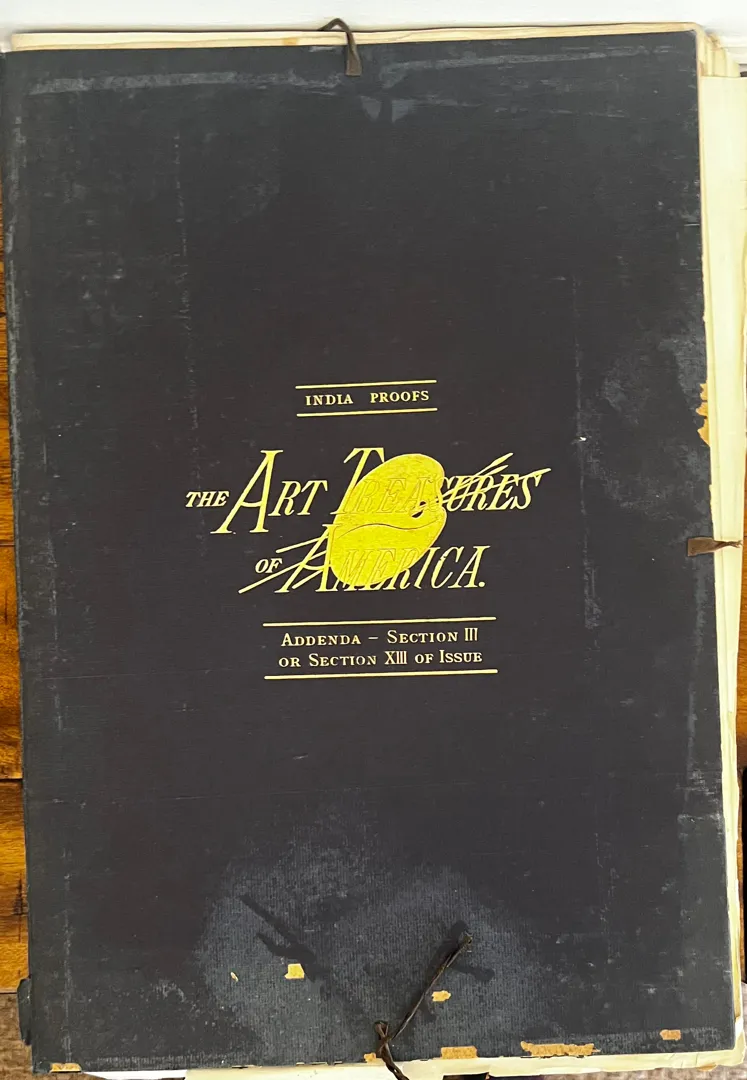 INDIA PROOFS
THE ART TREASURES
OF AMERICA.
ADDENDA – SECTION III
OR SECTION XIII OF ISSUE